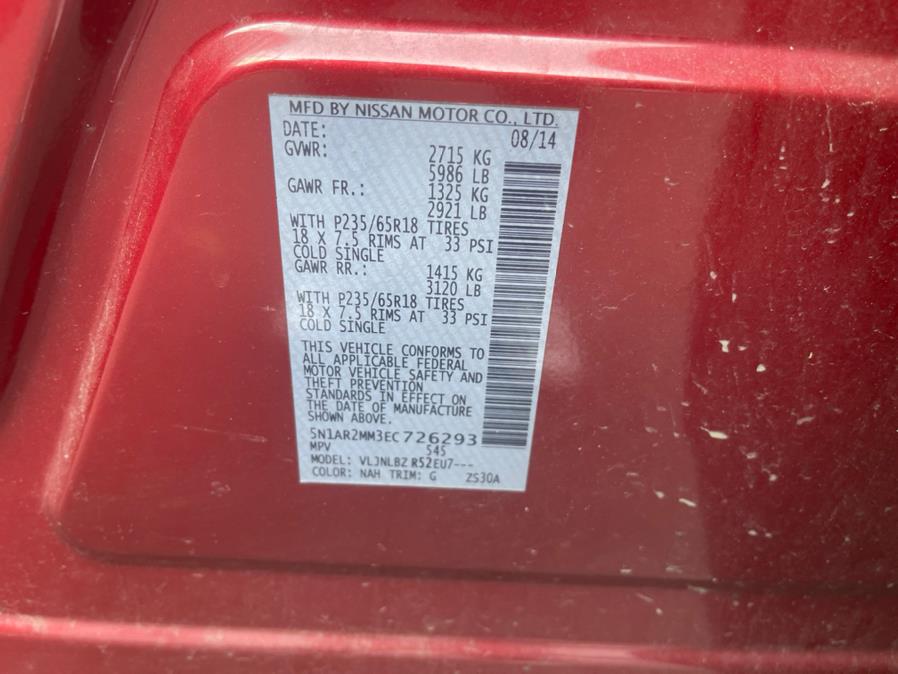 MFD BY NISSAN MOTOR CO., LTD.
DATE: 08/14
GVWR: 2715 KG
5986 LB
GAWR FR.: 1325 KG
2921 LB
WITH P235/65R18 TIRES
18 X 7.5 RIMS AT 33 PSI
COLD SINGLE
GAWR RR.: 1415 KG
3120 LB
WITH P235/65R18 TIRES
18 X 7.5 RIMS AT 33 PSI
COLD SINGLE
THIS VEHICLE CONFORMS TO
ALL APPLICABLE FEDERAL
MOTOR VEHICLE SAFETY AND
THEFT PREVENTION
STANDARDS IN EFFECT ON
THE DATE OF MANUFACTURE
SHOWN ABOVE.
5N1AR2MM3EC726293
MPV 545
MODEL: VLJNLBZ R52EU7---
COLOR: NAH TRIM: G ZS30A